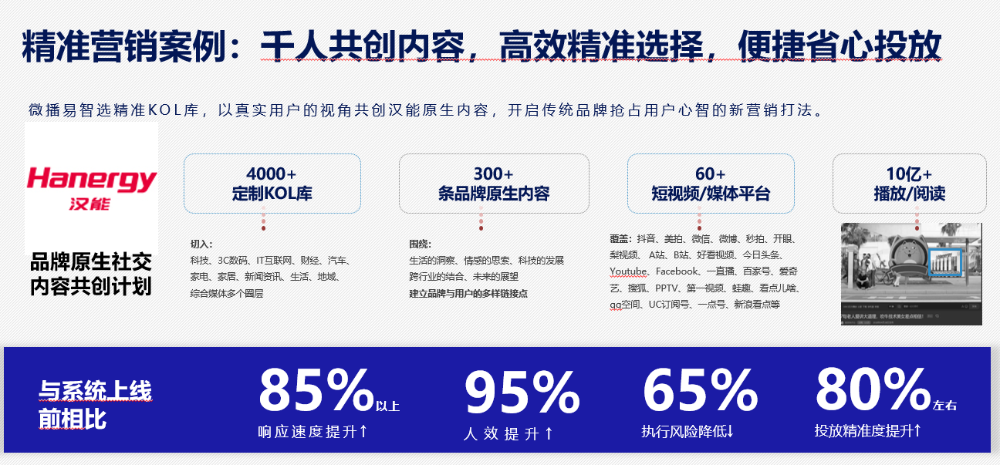 精准营销案例：千人共创内容，高效精准选择，便捷省心投放
微播易智选精准KOL库，以真实用户的视角共创汉能原生内容，开启传统品牌抢占用户心智的新营销打法。
Hanergy
汉能
品牌原生社交
内容共创计划
4000+
定制KOL库
切入：
科技、3C数码、IT互联网、财经、汽车、
家电、家居、新闻资讯、生活、地域、
综合媒体多个圈层
300+
条品牌原生内容
围绕：
生活的洞察、情感的思索、科技的发展
跨行业的结合、未来的展望
建立品牌与用户的多样链接点
60+
短视频/媒体平台
覆盖：抖音、美拍、微信、微博、秒拍、开眼、
梨视频、 A站、B站、好看视频、今日头条、
Youtube、Facebook、一直播、百家号、爱奇
艺、搜狐、PPTV、第一视频、蛙趣、看点儿啥、
qq空间、UC订阅号、一点号、新浪看点等
10亿+
播放/阅读
与系统上线
前相比
85%以上
响应速度提升↑
95%
人效提升↑
65%
执行风险降低↓
80%左右
投放精准度提升↑